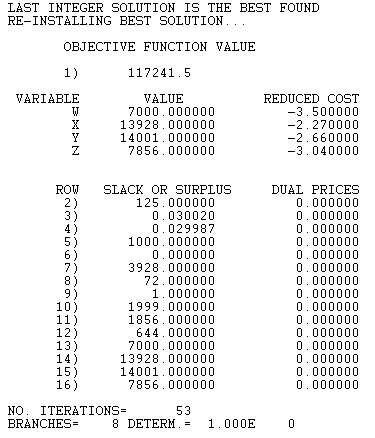 LAST INTEGER SOLUTION IS THE BEST FOUND
RE-INSTALLING BEST SOLUTION...
OBJECTIVE FUNCTION VALUE
1) 117241.5
VARIABLE VALUE REDUCED COST
W 7000.000000 -3.500000
X 13928.000000 -2.270000
Y 14001.000000 -2.660000
Z 7856.000000 -3.040000
ROW SLACK OR SURPLUS DUAL PRICES
2) 125.000000 0.000000
3) 0.030020 0.000000
4) 0.029987 0.000000
5) 1000.000000 0.000000
6) 0.000000 0.000000
7) 3928.000000 0.000000
8) 72.000000 0.000000
9) 1.000000 0.000000
10) 1999.000000 0.000000
11) 1856.000000 0.000000
12) 644.000000 0.000000
13) 7000.000000 0.000000
14) 13928.000000 0.000000
15) 14001.000000 0.000000
16) 7856.000000 0.000000
NO. ITERATIONS= 53
BRANCHES= 8 DETERM.= 1.000E 0